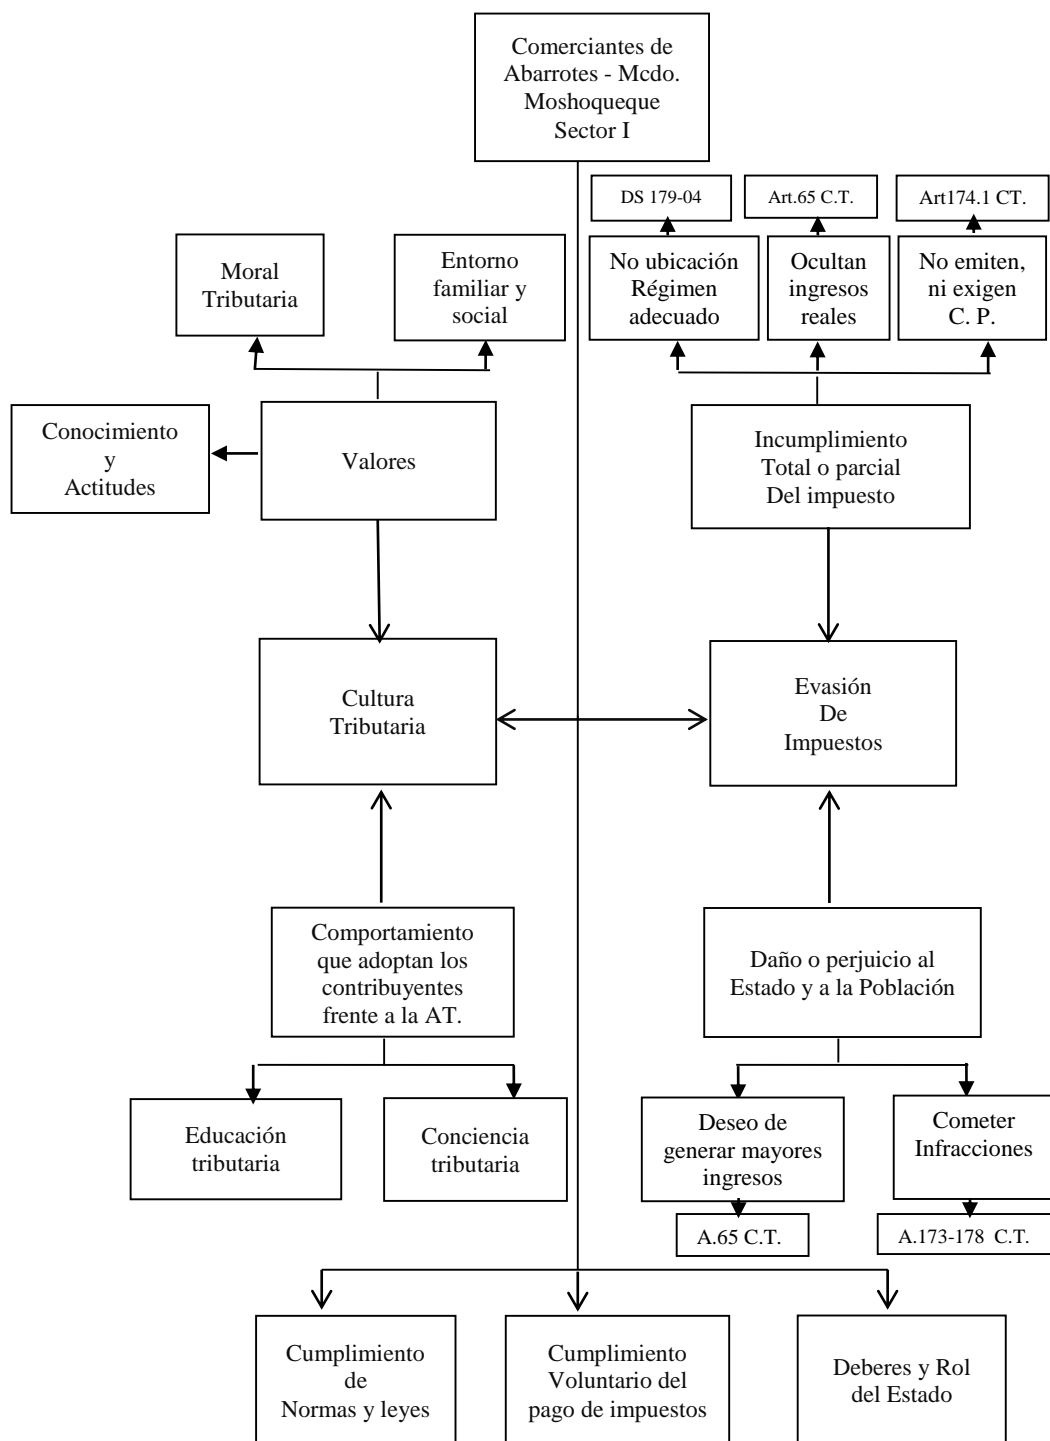 Comerciantes de
Abarrotes - Mcdo.
Moshoqueque
Sector I
DS 179-04
Art.65 C.T.
Art174.1 CT.
Moral
Tributaria
Entorno
familiar y
social
No ubicación
Régimen
adecuado
Ocultan
ingresos
reales
No emiten,
ni exigen
C. P.
Conocimiento
y
Actitudes
Valores
Incumplimiento
Total o parcial
Del impuesto
Cultura
Tributaria
Evasión
De
Impuestos
Comportamiento
que adoptan los
contribuyentes
frente a la AT.
Daño o perjuicio al
Estado y a la Población
Educación
tributaria
Conciencia
tributaria
Deseo de
generar mayores
ingresos
Cometer
Infracciones
A.65 C.T.
A.173-178 C.T.
Cumplimiento
de
Normas y leyes
Cumplimiento
Voluntario del
pago de impuestos
Deberes y Rol
del Estado